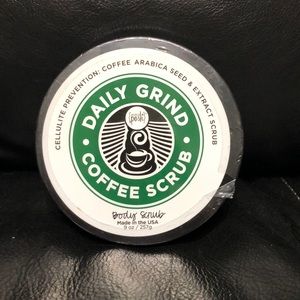 CELLULITE PREVENTION: COFFEE ARABICA SEED & EXTRACT SCRUB
DAILY GRIND
COFFEE SCRUB
Body Scrub
Made in the USA
9 oz / 257g